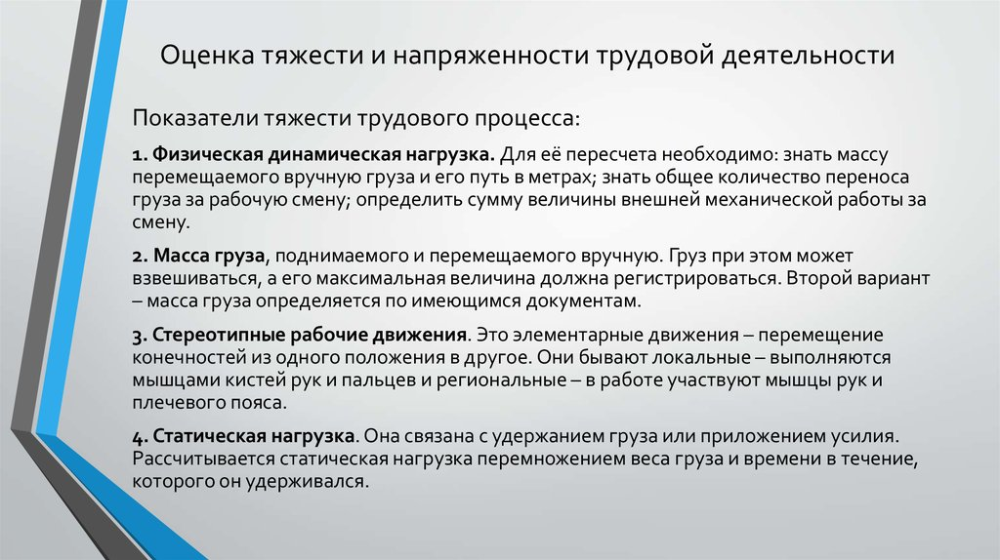 Оценка тяжести и напряженности трудовой деятельности
Показатели тяжести трудового процесса:
1. Физическая динамическая нагрузка. Для её пересчета необходимо: знать массу
перемещаемого вручную груза и его путь в метрах; знать общее количество переноса
груза за рабочую смену; определить сумму величины внешней механической работы за
смену.
2. Масса груза, поднимаемого и перемещаемого вручную. Груз при этом может
взвешиваться, а его максимальная величина должна регистрироваться. Второй вариант
– масса груза определяется по имеющимся документам.
3. Стереотипные рабочие движения. Это элементарные движения – перемещение
конечностей из одного положения в другое. Они бывают локальные – выполняются
мышцами кистей рук и пальцев и региональные – в работе участвуют мышцы рук и
плечевого пояса.
4. Статическая нагрузка. Она связана с удержанием груза или приложением усилия.
Рассчитывается статическая нагрузка перемножением веса груза и времени в течение,
которого он удерживался.